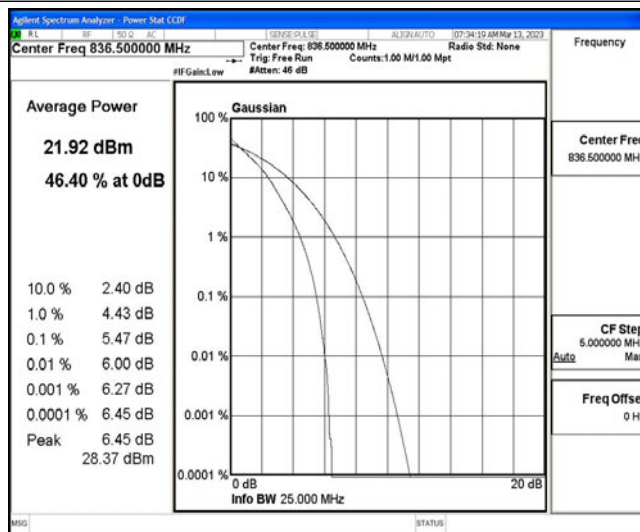 Agilent Spectrum Analyzer - Power Stat CCDF
RL RF 50 Ω AC SENSE:PULSE ALIGN AUTO 07:34:19 AM Mar 13, 2023
Center Freq 836.500000 MHz
Center Freq: 836.500000 MHz Radio Std: None
Trig: Free Run Counts:1.00 M/1.00 Mpt
#IFGain:Low #Atten: 46 dB
Frequency
Average Power
21.92 dBm
46.40 % at 0dB
10.0 % 2.40 dB
1.0 % 4.43 dB
0.1 % 5.47 dB
0.01 % 6.00 dB
0.001 % 6.27 dB
0.0001 % 6.45 dB
Peak 6.45 dB
28.37 dBm
Gaussian
100 %
10 %
1 %
0.1 %
0.01 %
0.001 %
0.0001 %
0 dB 20 dB
Info BW 25.000 MHz
Center Fre
836.500000 MH
CF Step
5.000000 MH
Auto Ma
Freq Offse
0 H
MSG STATUS